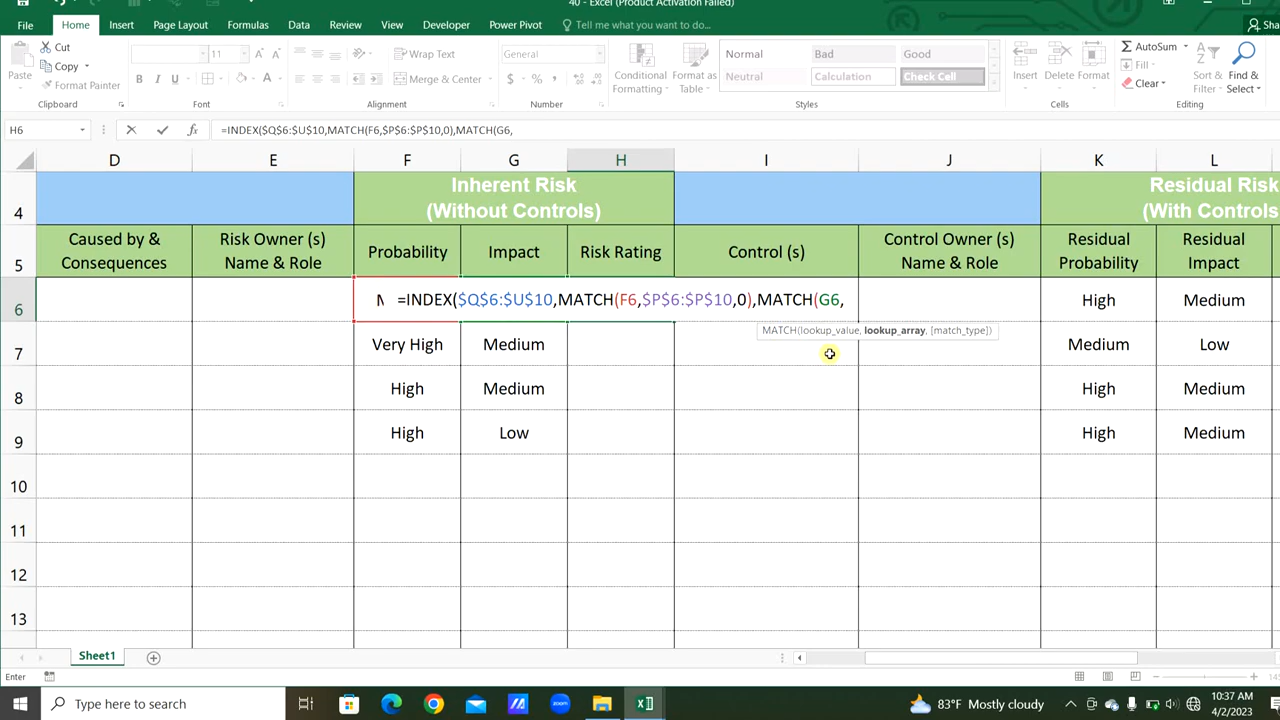 40 - Excel (Product Activation Failed)
File Home Insert Page Layout Formulas Data Review View Developer Power Pivot Tell me what you want to do... Sha
Paste
Cut
Copy
Format Painter
Clipboard
11
Font
Wrap Text
Merge & Center
Alignment
General
Number
Conditional Formatting
Format as Table
Normal Bad Good
Neutral Calculation Check Cell
Styles
Insert Delete Format
Cells
AutoSum
Fill
Clear
Sort & Filter
Find & Select
Editing
H6 =INDEX($Q$6:$U$10,MATCH(F6,$P$6:$P$10,0),MATCH(G6,
D E F G H I J K L
4 Inherent Risk
(Without Controls)
Residual Risk
(With Controls
5 Caused by &
Consequences
Risk Owner (s)
Name & Role
Probability Impact Risk Rating Control (s)
Control Owner (s)
Name & Role
Residual
Probability
Residual
Impact
6 =INDEX($Q$6:$U$10,MATCH(F6,$P$6:$P$10,0),MATCH(G6, High Medium
MATCH(lookup_value, lookup_array, [match_type])
7 Very High Medium Medium Low
8 High Medium High Medium
9 High Low High Medium
10
11
12
13
Sheet1
Enter
Type here to search
83°F Mostly cloudy
10:37 AM
4/2/2023